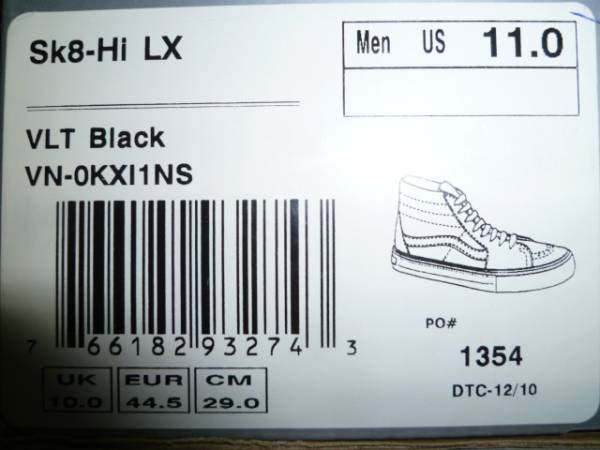 Sk8-Hi LX
Men US 11.0
VLT Black
VN-0KXI1NS
7 66182 93274 3
PO#
1354
DTC-12/10
UK EUR CM
10.0 44.5 29.0